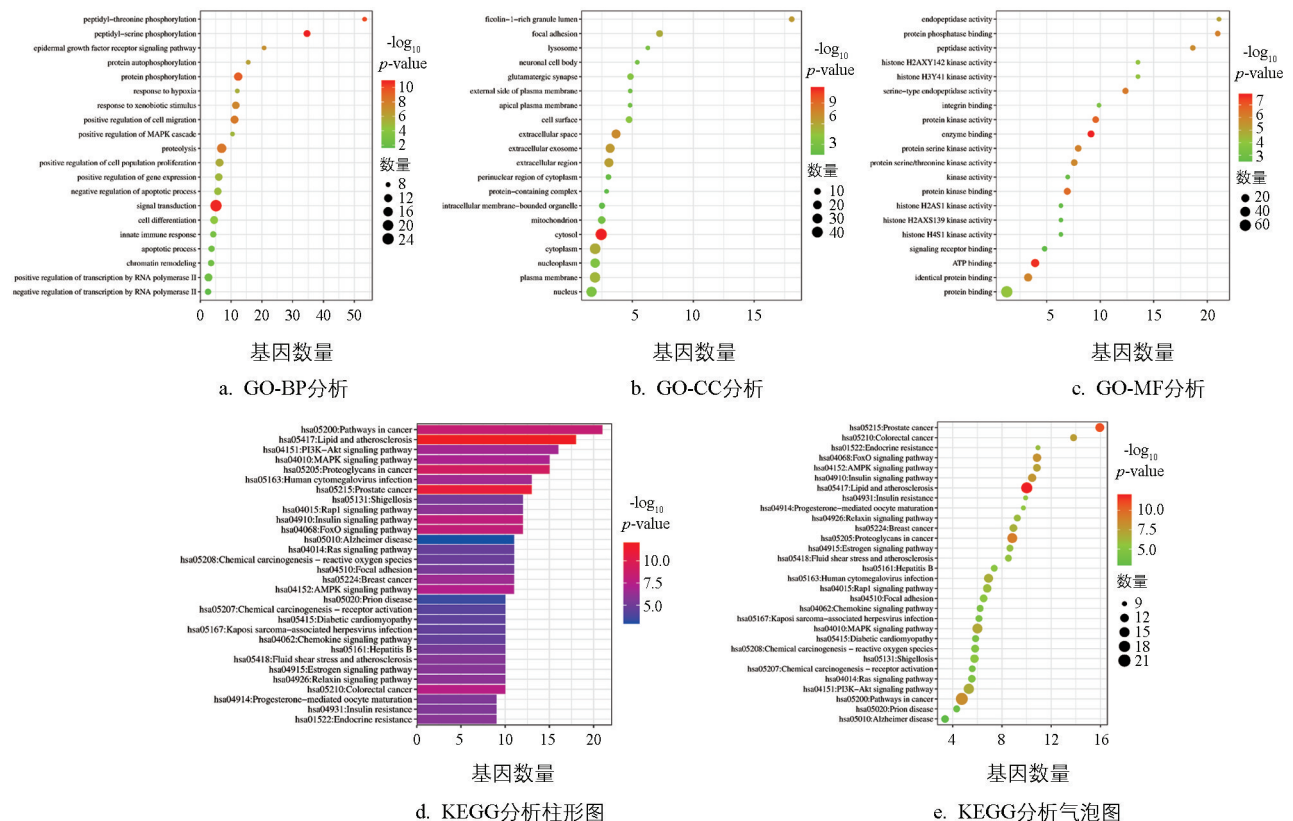 peptidyl-threonine phosphorylation
peptidyl-serine phosphorylation
epidermal growth factor receptor signaling pathway
protein autophosphorylation
protein phosphorylation
response to hypoxia
response to xenobiotic stimulus
positive regulation of cell migration
positive regulation of MAPK cascade
proteolysis
positive regulation of cell population proliferation
positive regulation of gene expression
negative regulation of apoptotic process
signal transduction
cell differentiation
innate immune response
apoptotic process
chromatin remodeling
positive regulation of transcription by RNA polymerase II
negative regulation of transcription by RNA polymerase II
0 10 20 30 40 50
基因数量
-log10
p-value
10
8
6
4
2
数量
8
12
16
20
24
a. GO-BP分析
ficolin-1-rich granule lumen
focal adhesion
lysosome
neuronal cell body
glutamatergic synapse
external side of plasma membrane
apical plasma membrane
cell surface
extracellular space
extracellular exosome
extracellular region
perinuclear region of cytoplasm
protein-containing complex
intracellular membrane-bounded organelle
mitochondrion
cytosol
cytoplasm
nucleoplasm
plasma membrane
nucleus
5 10 15
基因数量
-log10
p-value
9
6
3
数量
10
20
30
40
b. GO-CC分析
endopeptidase activity
protein phosphatase binding
peptidase activity
histone H2AXY142 kinase activity
histone H3Y41 kinase activity
serine-type endopeptidase activity
integrin binding
protein kinase activity
enzyme binding
protein serine kinase activity
protein serine/threonine kinase activity
kinase activity
protein kinase binding
histone H2AS1 kinase activity
histone H2AXS139 kinase activity
histone H4S1 kinase activity
signaling receptor binding
ATP binding
identical protein binding
protein binding
5 10 15 20
基因数量
-log10
p-value
7
6
5
4
3
数量
20
40
60
c. GO-MF分析
hsa05200:Pathways in cancer
hsa05417:Lipid and atherosclerosis
hsa04151:PI3K-Akt signaling pathway
hsa04010:MAPK signaling pathway
hsa05205:Proteoglycans in cancer
hsa05163:Human cytomegalovirus infection
hsa05215:Prostate cancer
hsa05131:Shigellosis
hsa04015:Rap1 signaling pathway
hsa04910:Insulin signaling pathway
hsa04068:FoxO signaling pathway
hsa05010:Alzheimer disease
hsa04014:Ras signaling pathway
hsa05208:Chemical carcinogenesis - reactive oxygen species
hsa04510:Focal adhesion
hsa05224:Breast cancer
hsa04152:AMPK signaling pathway
hsa05020:Prion disease
hsa05207:Chemical carcinogenesis - receptor activation
hsa05415:Diabetic cardiomyopathy
hsa05167:Kaposi sarcoma-associated herpesvirus infection
hsa04062:Chemokine signaling pathway
hsa05161:Hepatitis B
hsa05418:Fluid shear stress and atherosclerosis
hsa04915:Estrogen signaling pathway
hsa04926:Relaxin signaling pathway
hsa05210:Colorectal cancer
hsa04914:Progesterone-mediated oocyte maturation
hsa04931:Insulin resistance
hsa01522:Endocrine resistance
0 5 10 15 20
基因数量
-log10
p-value
10.0
7.5
5.0
d. KEGG分析柱形图
hsa05215:Prostate cancer
hsa05210:Colorectal cancer
hsa01522:Endocrine resistance
hsa04068:FoxO signaling pathway
hsa04152:AMPK signaling pathway
hsa04910:Insulin signaling pathway
hsa05417:Lipid and atherosclerosis
hsa04931:Insulin resistance
hsa04914:Progesterone-mediated oocyte maturation
hsa04926:Relaxin signaling pathway
hsa05224:Breast cancer
hsa05205:Proteoglycans in cancer
hsa04915:Estrogen signaling pathway
hsa05418:Fluid shear stress and atherosclerosis
hsa05161:Hepatitis B
hsa05163:Human cytomegalovirus infection
hsa04015:Rap1 signaling pathway
hsa04510:Focal adhesion
hsa04062:Chemokine signaling pathway
hsa05167:Kaposi sarcoma-associated herpesvirus infection
hsa04010:MAPK signaling pathway
hsa05415:Diabetic cardiomyopathy
hsa05208:Chemical carcinogenesis - reactive oxygen species
hsa05131:Shigellosis
hsa05207:Chemical carcinogenesis - receptor activation
hsa04014:Ras signaling pathway
hsa04151:PI3K-Akt signaling pathway
hsa05200:Pathways in cancer
hsa05020:Prion disease
hsa05010:Alzheimer disease
4 8 12 16
基因数量
-log10
p-value
10.0
7.5
5.0
数量
9
12
15
18
21
e. KEGG分析气泡图